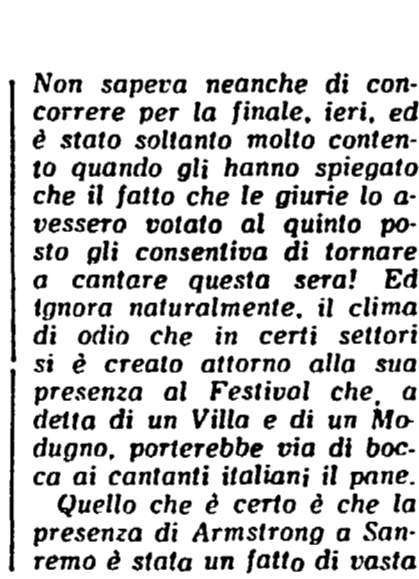 Non sapeva neanche di con-
correre per la finale, ieri, ed
è stato soltanto molto conten-
to quando gli hanno spiegato
che il fatto che le giurie lo a-
vessero votato al quinto po-
sto gli consentiva di tornare
a cantare questa sera! Ed
ignora naturalmente, il clima
di odio che in certi settori
si è creato attorno alla sua
presenza al Festival che, a
detta di un Villa e di un Mo-
dugno, porterebbe via di boc-
ca ai cantanti italiani il pane.
Quello che è certo è che la
presenza di Armstrong a San-
remo è stata un fatto di vasta